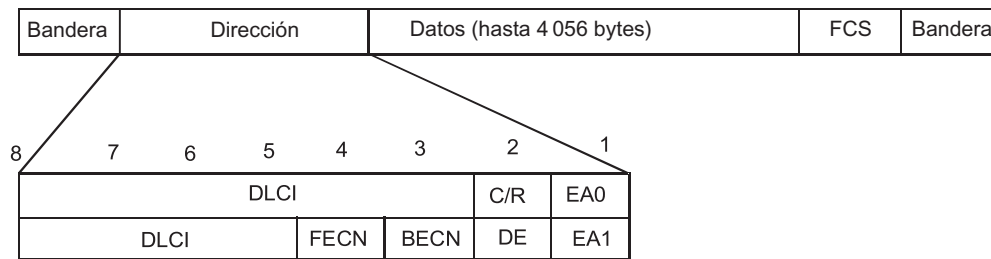 Bandera Dirección Datos (hasta 4 056 bytes) FCS Bandera
8 7 6 5 4 3 2 1
DLCI C/R EA0
DLCI FECN BECN DE EA1